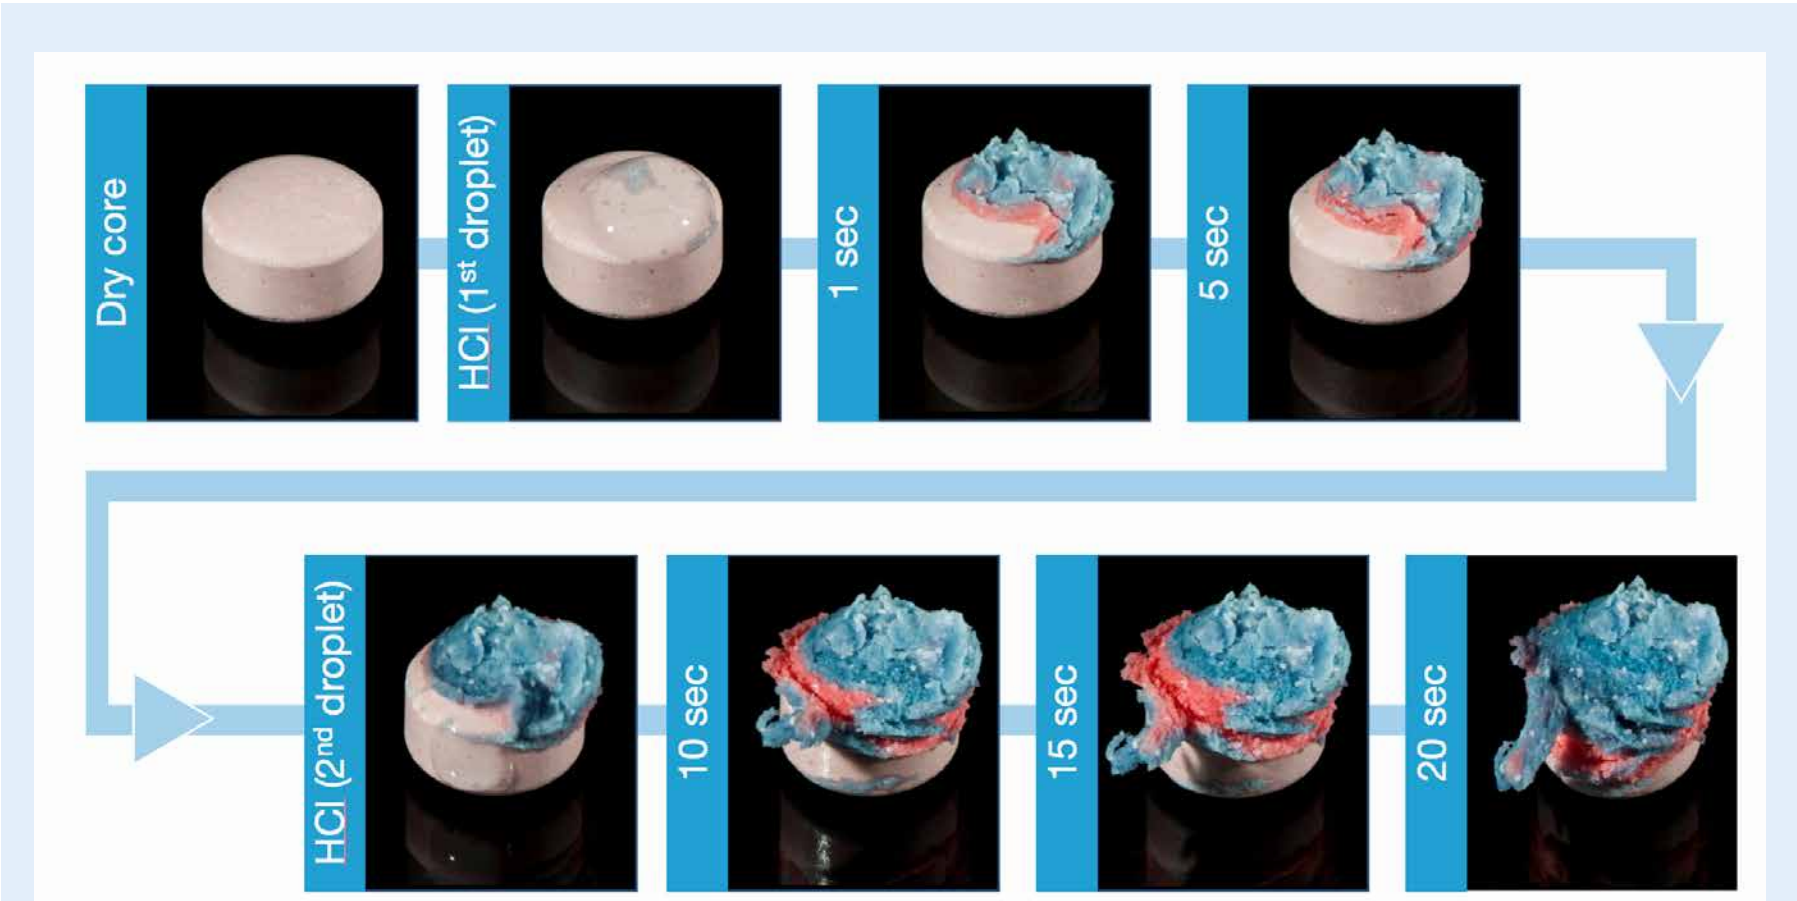 Dry core
HCl (1st droplet)
1 sec
5 sec
HCl (2nd droplet)
10 sec
15 sec
20 sec